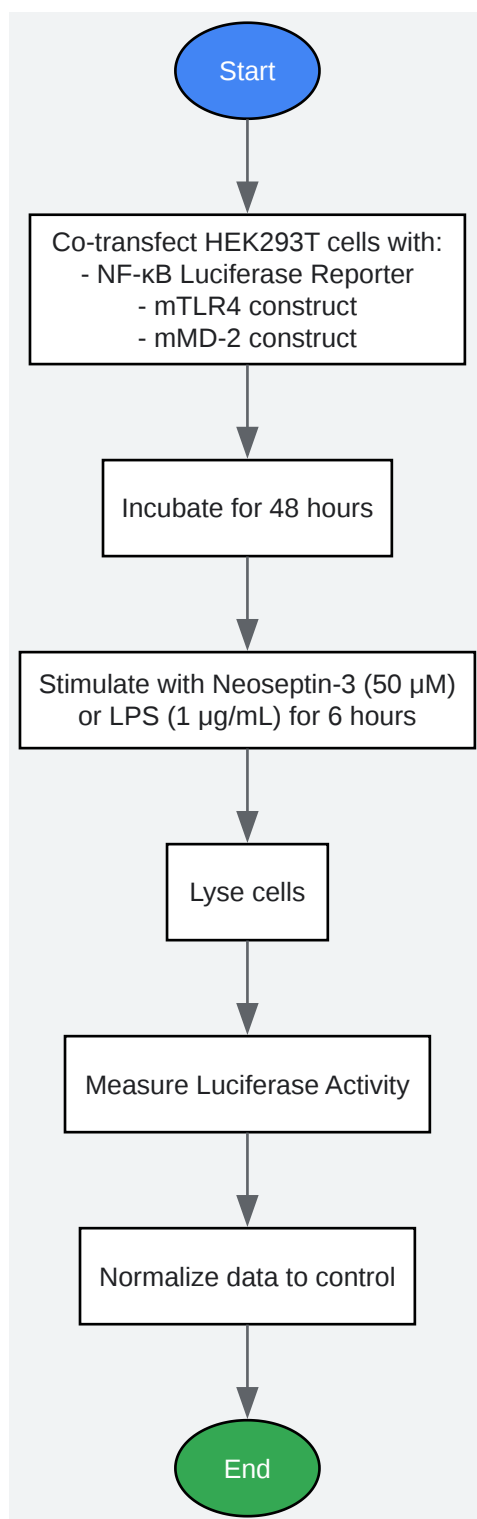 Start
Co-transfect HEK293T cells with:
- NF-κB Luciferase Reporter
- mTLR4 construct
- mMD-2 construct
Incubate for 48 hours
Stimulate with Neoseptin-3 (50 μM)
or LPS (1 μg/mL) for 6 hours
Lyse cells
Measure Luciferase Activity
Normalize data to control
End